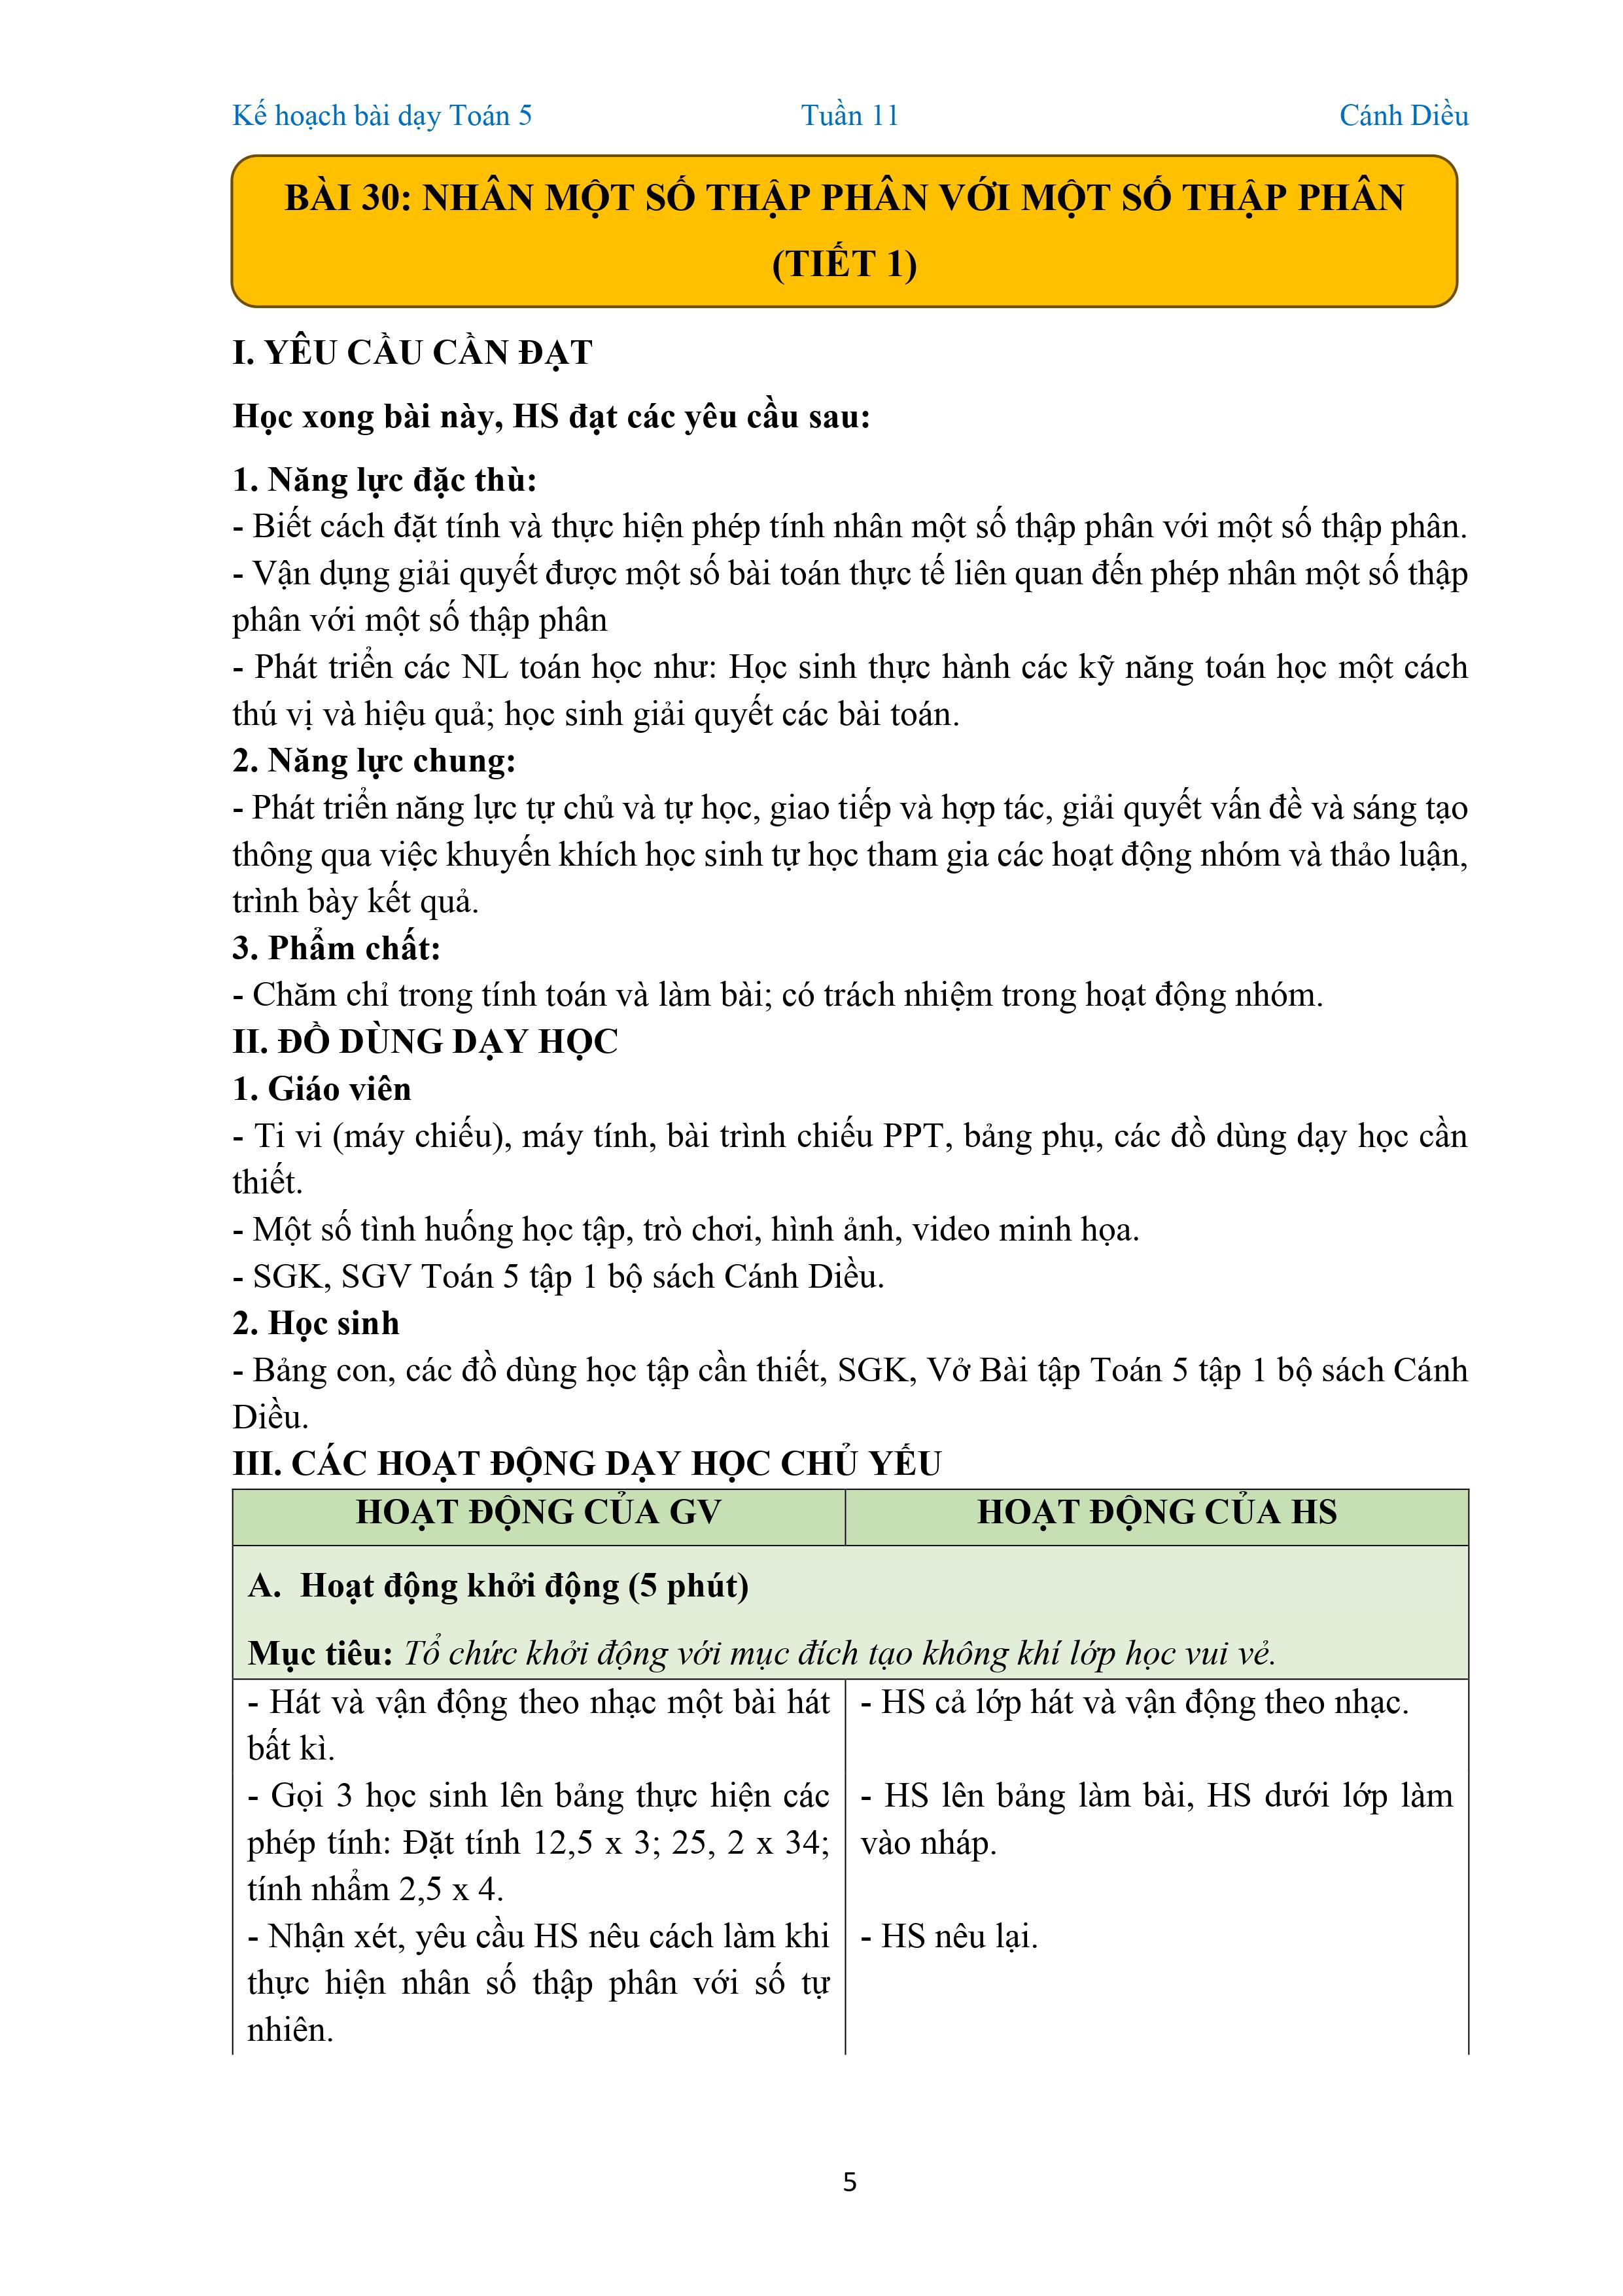 Kế hoạch bài dạy Toán 5 Tuần 11 Cánh Diều
BÀI 30: NHÂN MỘT SỐ THẬP PHÂN VỚI MỘT SỐ THẬP PHÂN
(TIẾT 1)
I. YÊU CẦU CẦN ĐẠT
Học xong bài này, HS đạt các yêu cầu sau:
1. Năng lực đặc thù:
- Biết cách đặt tính và thực hiện phép tính nhân một số thập phân với một số thập phân.
- Vận dụng giải quyết được một số bài toán thực tế liên quan đến phép nhân một số thập
phân với một số thập phân
- Phát triển các NL toán học như: Học sinh thực hành các kỹ năng toán học một cách
thú vị và hiệu quả; học sinh giải quyết các bài toán.
2. Năng lực chung:
- Phát triển năng lực tự chủ và tự học, giao tiếp và hợp tác, giải quyết vấn đề và sáng tạo
thông qua việc khuyến khích học sinh tự học tham gia các hoạt động nhóm và thảo luận,
trình bày kết quả.
3. Phẩm chất:
- Chăm chỉ trong tính toán và làm bài; có trách nhiệm trong hoạt động nhóm.
II. ĐỒ DÙNG DẠY HỌC
1. Giáo viên
- Ti vi (máy chiếu), máy tính, bài trình chiếu PPT, bảng phụ, các đồ dùng dạy học cần
thiết.
- Một số tình huống học tập, trò chơi, hình ảnh, video minh họa.
- SGK, SGV Toán 5 tập 1 bộ sách Cánh Diều.
2. Học sinh
- Bảng con, các đồ dùng học tập cần thiết, SGK, Vở Bài tập Toán 5 tập 1 bộ sách Cánh
Diều.
III. CÁC HOẠT ĐỘNG DẠY HỌC CHỦ YẾU
HOẠT ĐỘNG CỦA GV HOẠT ĐỘNG CỦA HS
A. Hoạt động khởi động (5 phút)
Mục tiêu: Tổ chức khởi động với mục đích tạo không khí lớp học vui vẻ.
- Hát và vận động theo nhạc một bài hát
bất kì.
- Gọi 3 học sinh lên bảng thực hiện các
phép tính: Đặt tính 12,5 x 3; 25, 2 x 34;
tính nhẩm 2,5 x 4.
- Nhận xét, yêu cầu HS nêu cách làm khi
thực hiện nhân số thập phân với số tự
nhiên.
- HS cả lớp hát và vận động theo nhạc.
- HS lên bảng làm bài, HS dưới lớp làm
vào nháp.
- HS nêu lại.
5